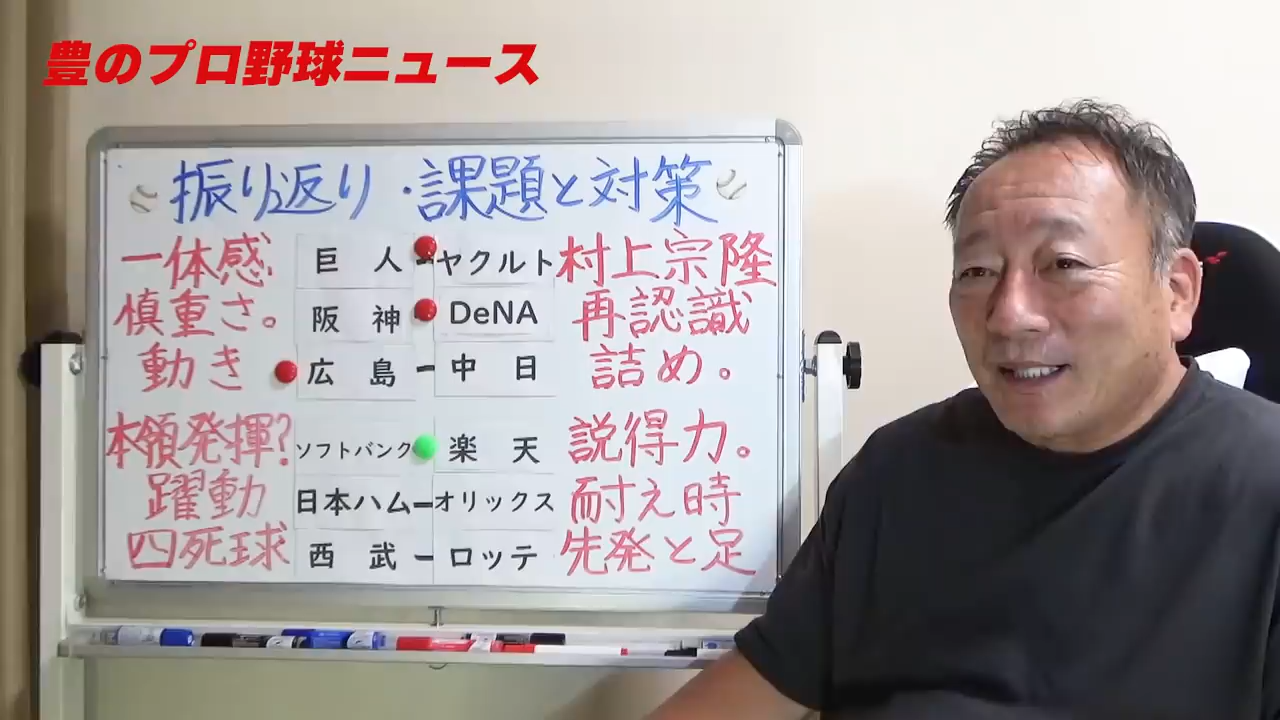 豊のプロ野球ニュース
振り返り・課題と対策
一体感 巨人-ヤクルト 村上宗隆
慎重さ。 阪神-DeNA 再認識
動き 広島-中日 詰め。
本領発揮? ソフトバンク 楽天 説得力。
躍動 日本ハム-オリックス 耐え時
四死球 西武-ロッテ 先発と足